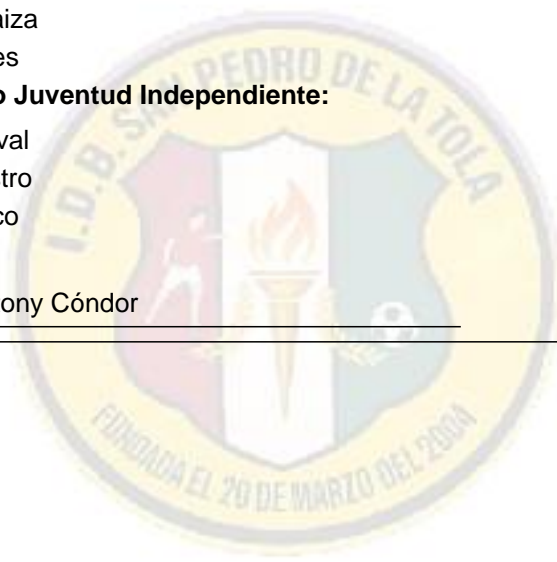 aiza
es
o Juventud Independiente:
val
stro
co
ony Cóndor
I.D.B. SAN PEDRO DE LA TOLA
FUNDADA EL 20 DE MARZO DEL 2004